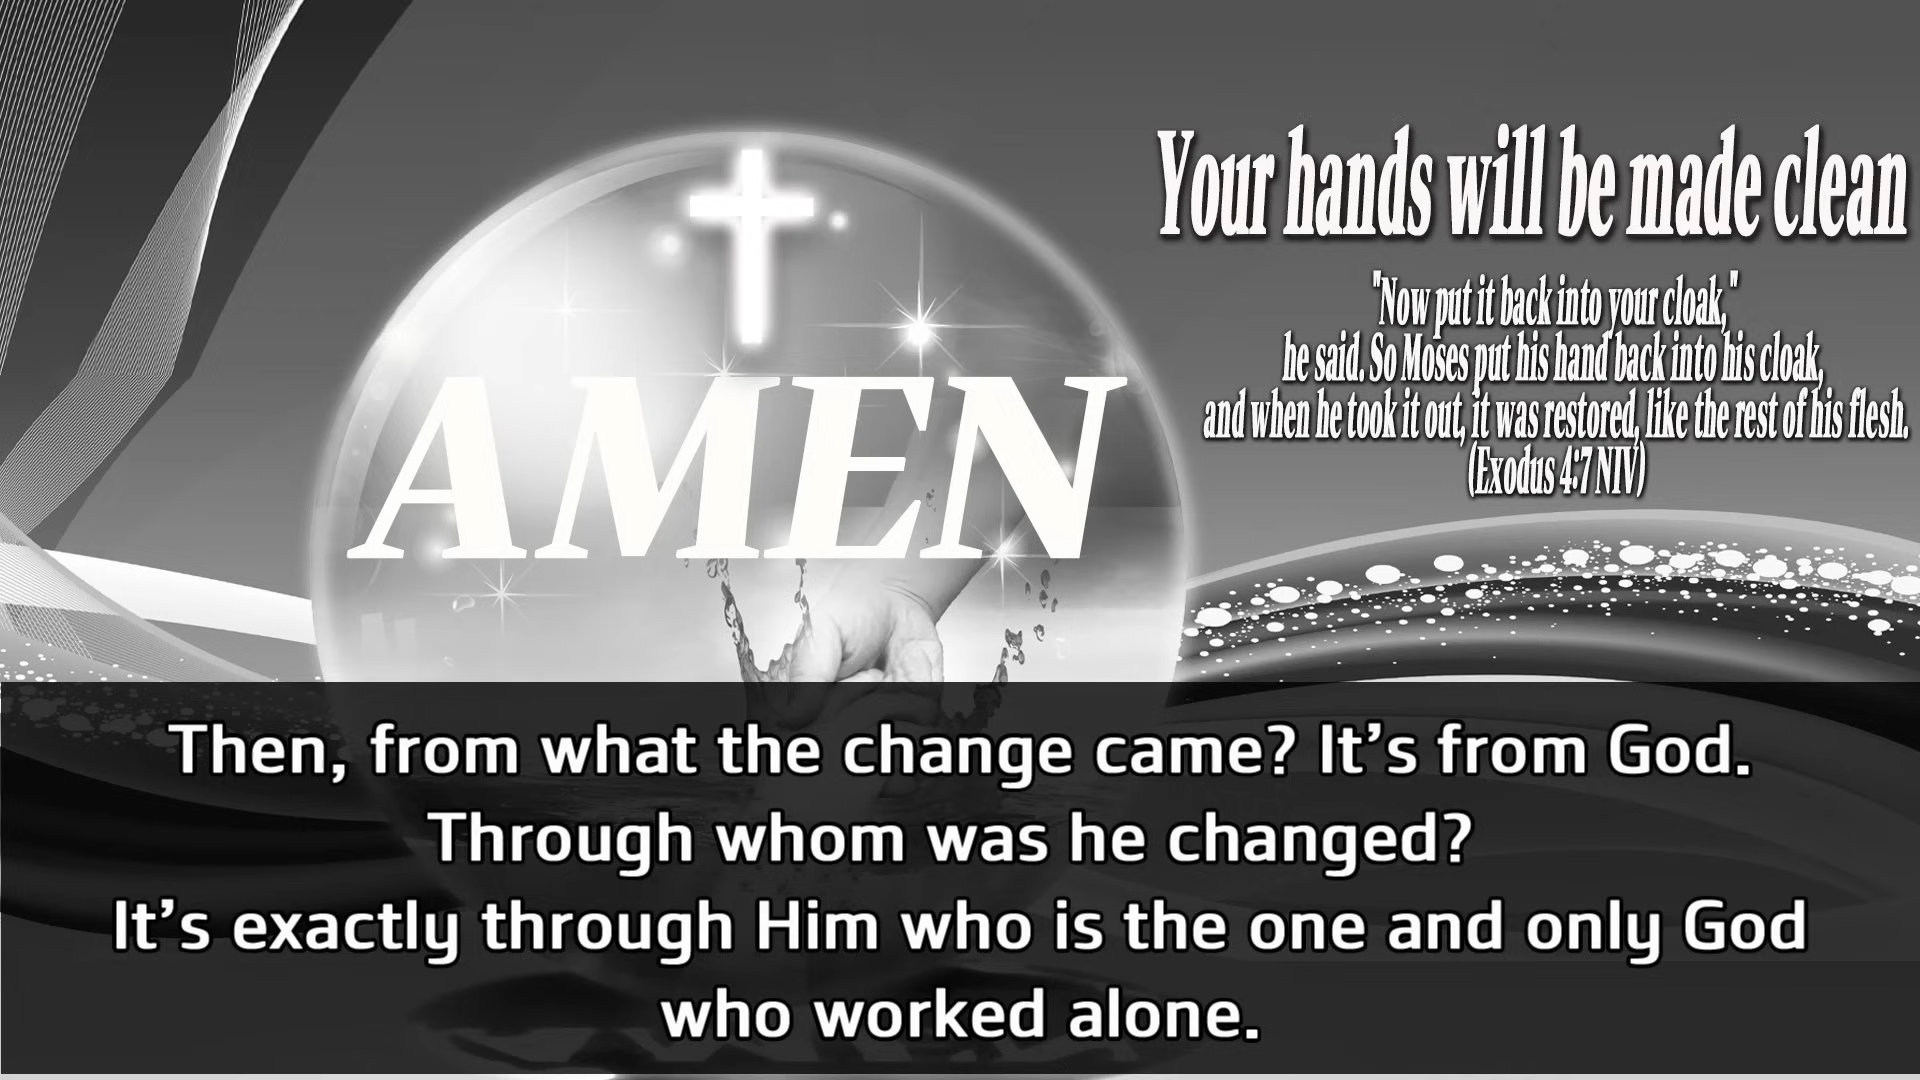 AMEN
Your hands will be made clean
"Now put it back into your cloak,"
he said. So Moses put his hand back into his cloak,
and when he took it out, it was restored, like the rest of his flesh.
(Exodus 4:7 NIV)
Then, from what the change came? It’s from God.
Through whom was he changed?
It’s exactly through Him who is the one and only God
who worked alone.